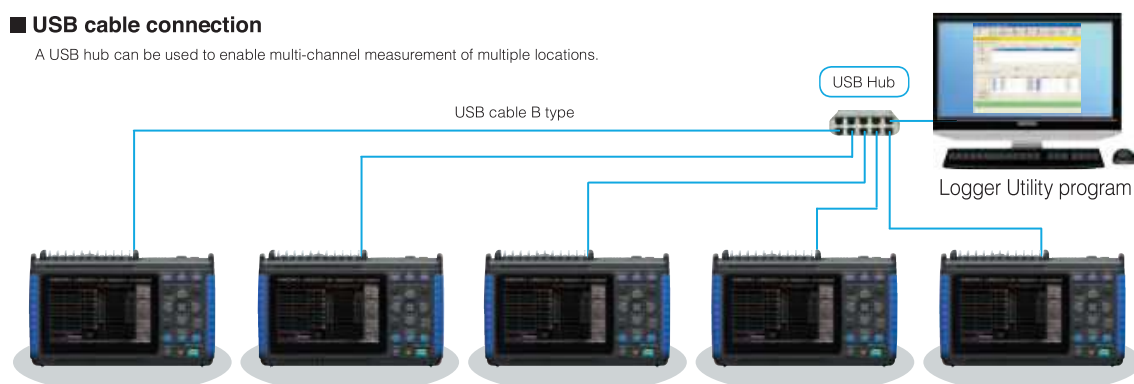 ■ USB cable connection
A USB hub can be used to enable multi-channel measurement of multiple locations.
USB Hub
USB cable B type
Logger Utility program